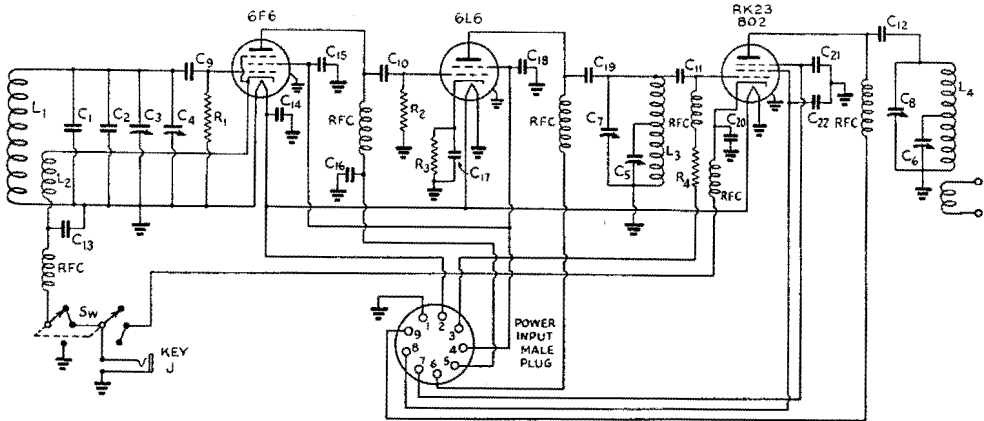 6F6
6L6
RK23
802
C9
C15
C10
C18
C19
C11
C21
C12
L1
C1
C2
C3
C4
R1
C14
RFC
R2
RFC
C7
RFC
C20
C22
RFC
C8
L4
L2
C16
R3
C17
C5
L3
R4
C6
RFC
C13
RFC
SW
KEY
J
1
2
3
4
5
6
7
8
9
POWER
INPUT
MALE
PLUG